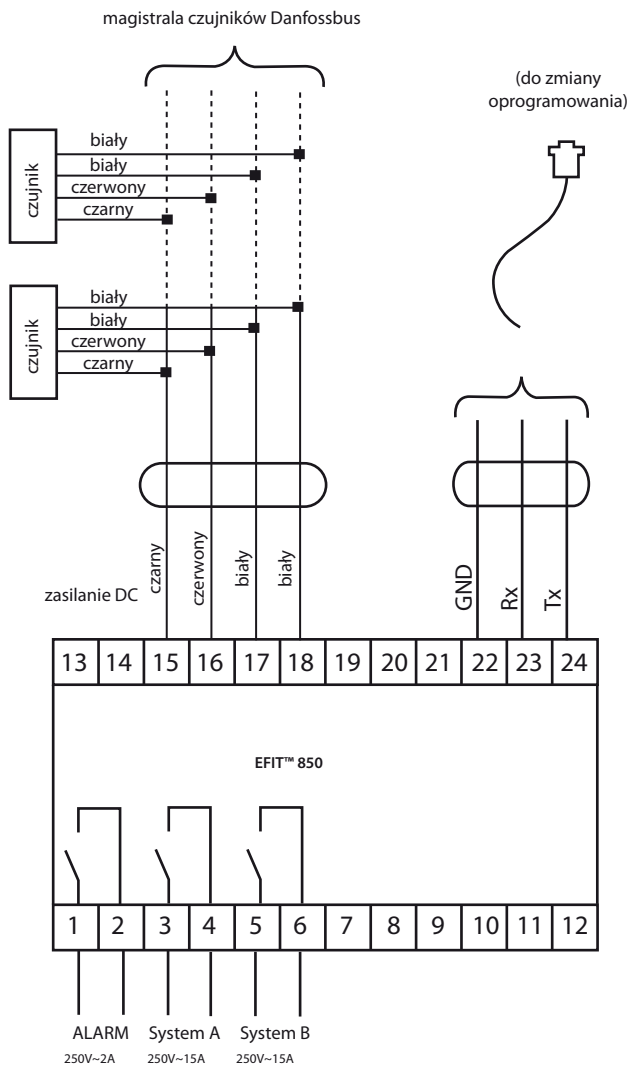 magistrala czujników Danfossbus
(do zmiany
oprogramowania)
czujnik
biały
biały
czerwony
czarny
czujnik
biały
biały
czerwony
czarny
zasilanie DC
czarny
czerwony
biały
biały
GND
Rx
Tx
13 14 15 16 17 18 19 20 21 22 23 24
EFIT™ 850
1 2 3 4 5 6 7 8 9 10 11 12
ALARM System A System B
250V~2A 250V~15A 250V~15A